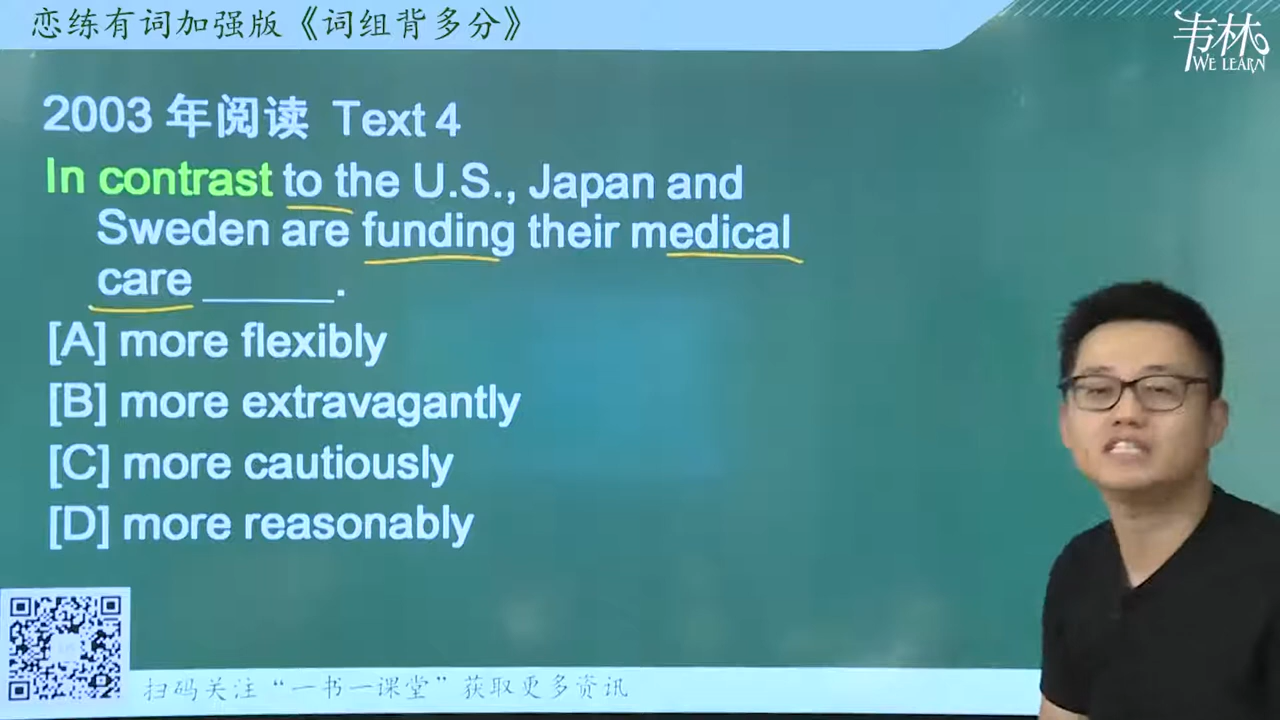 恋练有词加强版《词组背多分》
韦林
WE LEARN
2003 年阅读 Text 4
In contrast to the U.S., Japan and
Sweden are funding their medical
care ______.
[A] more flexibly
[B] more extravagantly
[C] more cautiously
[D] more reasonably
扫码关注“一书一课堂”获取更多资讯